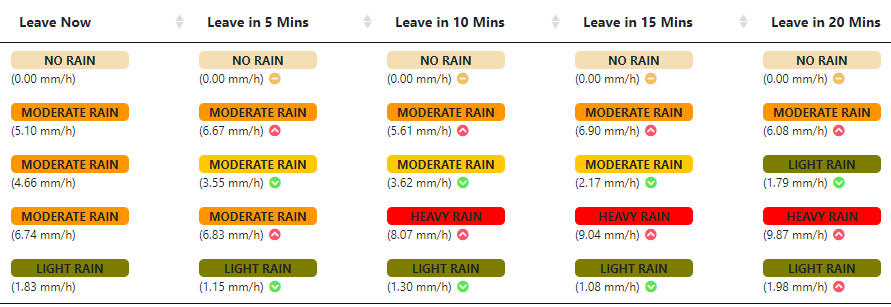 Leave Now Leave in 5 Mins Leave in 10 Mins Leave in 15 Mins Leave in 20 Mins
NO RAIN NO RAIN NO RAIN NO RAIN NO RAIN
(0.00 mm/h) (0.00 mm/h) (0.00 mm/h) (0.00 mm/h) (0.00 mm/h)
MODERATE RAIN MODERATE RAIN MODERATE RAIN MODERATE RAIN MODERATE RAIN
(5.10 mm/h) (6.67 mm/h) (5.61 mm/h) (6.90 mm/h) (6.08 mm/h)
MODERATE RAIN MODERATE RAIN MODERATE RAIN MODERATE RAIN LIGHT RAIN
(4.66 mm/h) (3.55 mm/h) (3.62 mm/h) (2.17 mm/h) (1.79 mm/h)
MODERATE RAIN MODERATE RAIN HEAVY RAIN HEAVY RAIN HEAVY RAIN
(6.74 mm/h) (6.83 mm/h) (8.07 mm/h) (9.04 mm/h) (9.87 mm/h)
LIGHT RAIN LIGHT RAIN LIGHT RAIN LIGHT RAIN LIGHT RAIN
(1.83 mm/h) (1.15 mm/h) (1.30 mm/h) (1.08 mm/h) (1.98 mm/h)